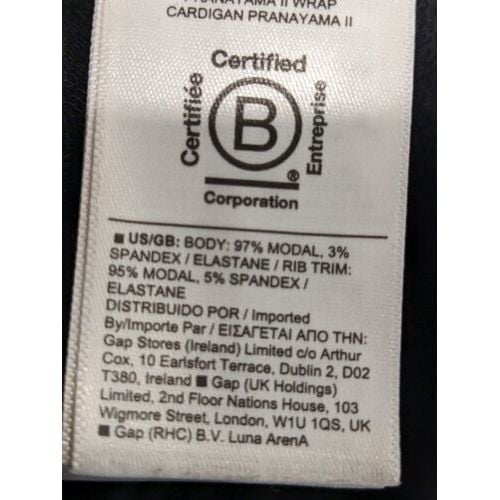 PRANAYAMA II WRAP
CARDIGAN PRANAYAMA II
Certified
Certifiée
B
Entreprise
®
Corporation
■ US/GB: BODY: 97% MODAL, 3%
SPANDEX / ELASTANE / RIB TRIM:
95% MODAL, 5% SPANDEX /
ELASTANE
DISTRIBUIDO POR / Imported
By/Importe Par / ΕΙΣΑΓΕΤΑΙ ΑΠΟ ΤΗΝ:
Gap Stores (Ireland) Limited c/o Arthur
Cox, 10 Earlsfort Terrace, Dublin 2, D02
T380, Ireland ■ Gap (UK Holdings)
Limited, 2nd Floor Nations House, 103
Wigmore Street, London, W1U 1QS, UK
■ Gap (RHC) B.V. Luna ArenA